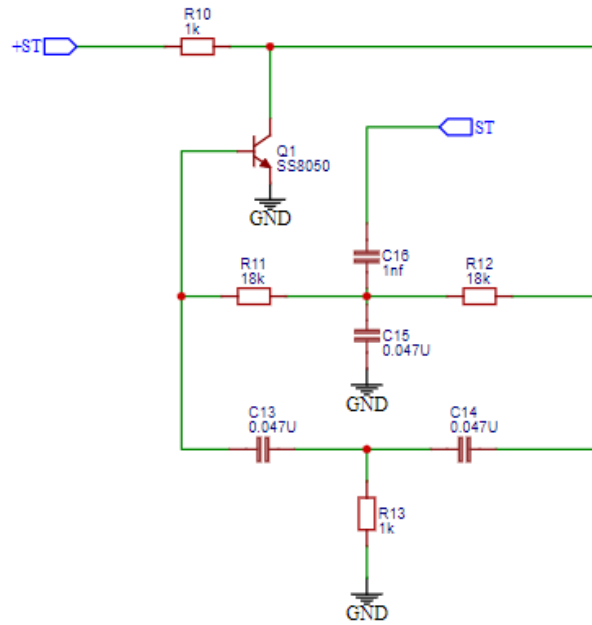 R10
1k
+ST
ST
Q1
SS8050
GND
C16
1nf
R11
18k
R12
18k
C15
0.047U
GND
C13
0.047U
C14
0.047U
R13
1k
GND